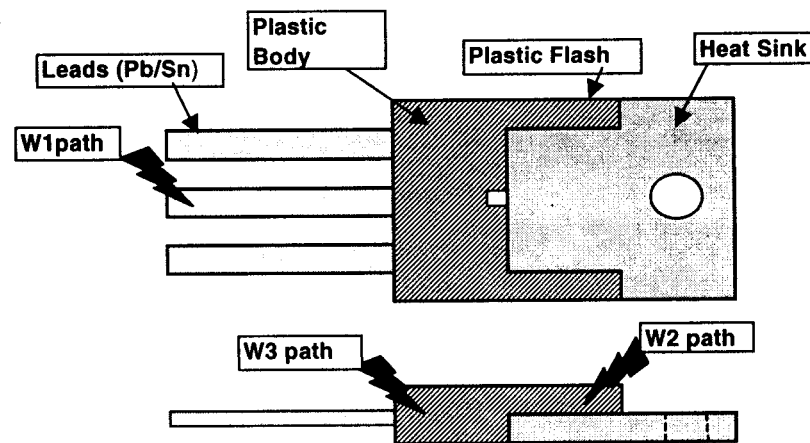 Plastic
Body
Plastic Flash
Heat Sink
Leads (Pb/Sn)
W1path
W3 path
W2 path